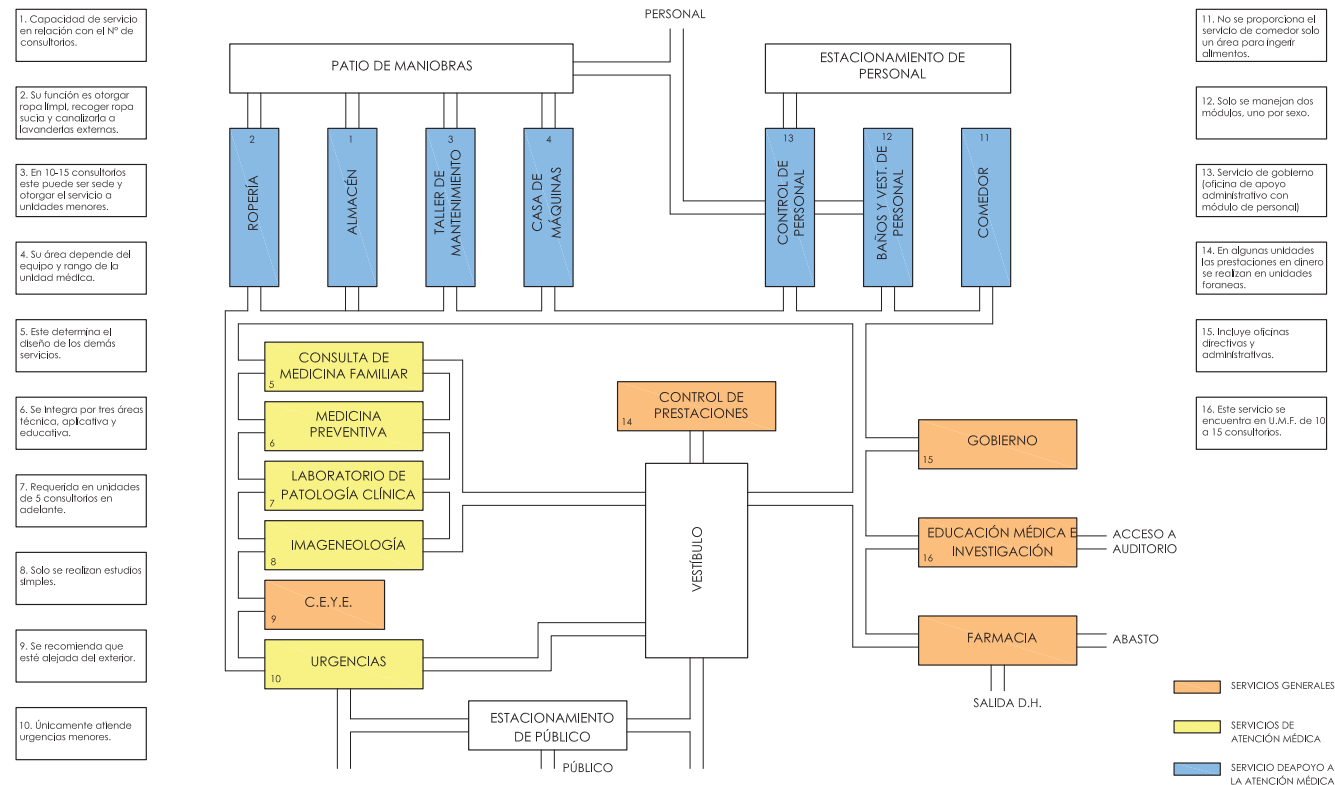 1. Capacidad de servicio
en relación con el Nº de
consultorios.
2. Su función es otorgar
ropa límpi, recoger ropa
sucia y canalizarla a
lavanderías externas.
3. En 10-15 consultorios
este puede ser sede y
otorgar el servicio a
unidades menores.
4. Su área depende del
equipo y rango de la
unidad médica.
5. Este determina el
diseño de los demás
servicios.
6. Se integra por tres áreas
técnica, aplicativa y
educativa.
7. Requerida en unidades
de 5 consultorios en
adelante.
8. Solo se realizan estudios
simples.
9. Se recomienda que
esté alejada del exterior.
10. Únicamente atiende
urgencias menores.
PERSONAL
PATIO DE MANIOBRAS
ESTACIONAMIENTO DE
PERSONAL
2
ROPERÍA
1
ALMACÉN
3
TALLER DE
MANTENIMIENTO
4
CASA DE
MÁQUINAS
13
CONTROL DE
PERSONAL
12
BAÑOS Y VEST. DE
PERSONAL
11
COMEDOR
CONSULTA DE
MEDICINA FAMILIAR
5
MEDICINA
PREVENTIVA
6
LABORATORIO DE
PATOLOGÍA CLÍNICA
7
IMAGENEOLOGÍA
8
C.E.Y.E.
9
URGENCIAS
10
CONTROL DE
PRESTACIONES
14
VESTÍBULO
GOBIERNO
15
EDUCACIÓN MÉDICA E
INVESTIGACIÓN
16
ACCESO A
AUDITORIO
FARMACIA
ABASTO
SALIDA D.H.
ESTACIONAMIENTO
DE PÚBLICO
PÚBLICO
11. No se proporciona el
servicio de comedor solo
un área para ingerir
alimentos.
12. Solo se manejan dos
módulos, uno por sexo.
13. Servicio de gobierno
(oficina de apoyo
administrativo con
módulo de personal)
14. En algunas unidades
las prestaciones en dinero
se realizan en unidades
foraneas.
15. Incluye oficinas
directivas y
administrativas.
16. Este servicio se
encuentra en U.M.F. de 10
a 15 consultorios.
SERVICIOS GENERALES
SERVICIOS DE
ATENCIÓN MÉDICA
SERVICIO DEAPOYO A
LA ATENCIÓN MÉDICA